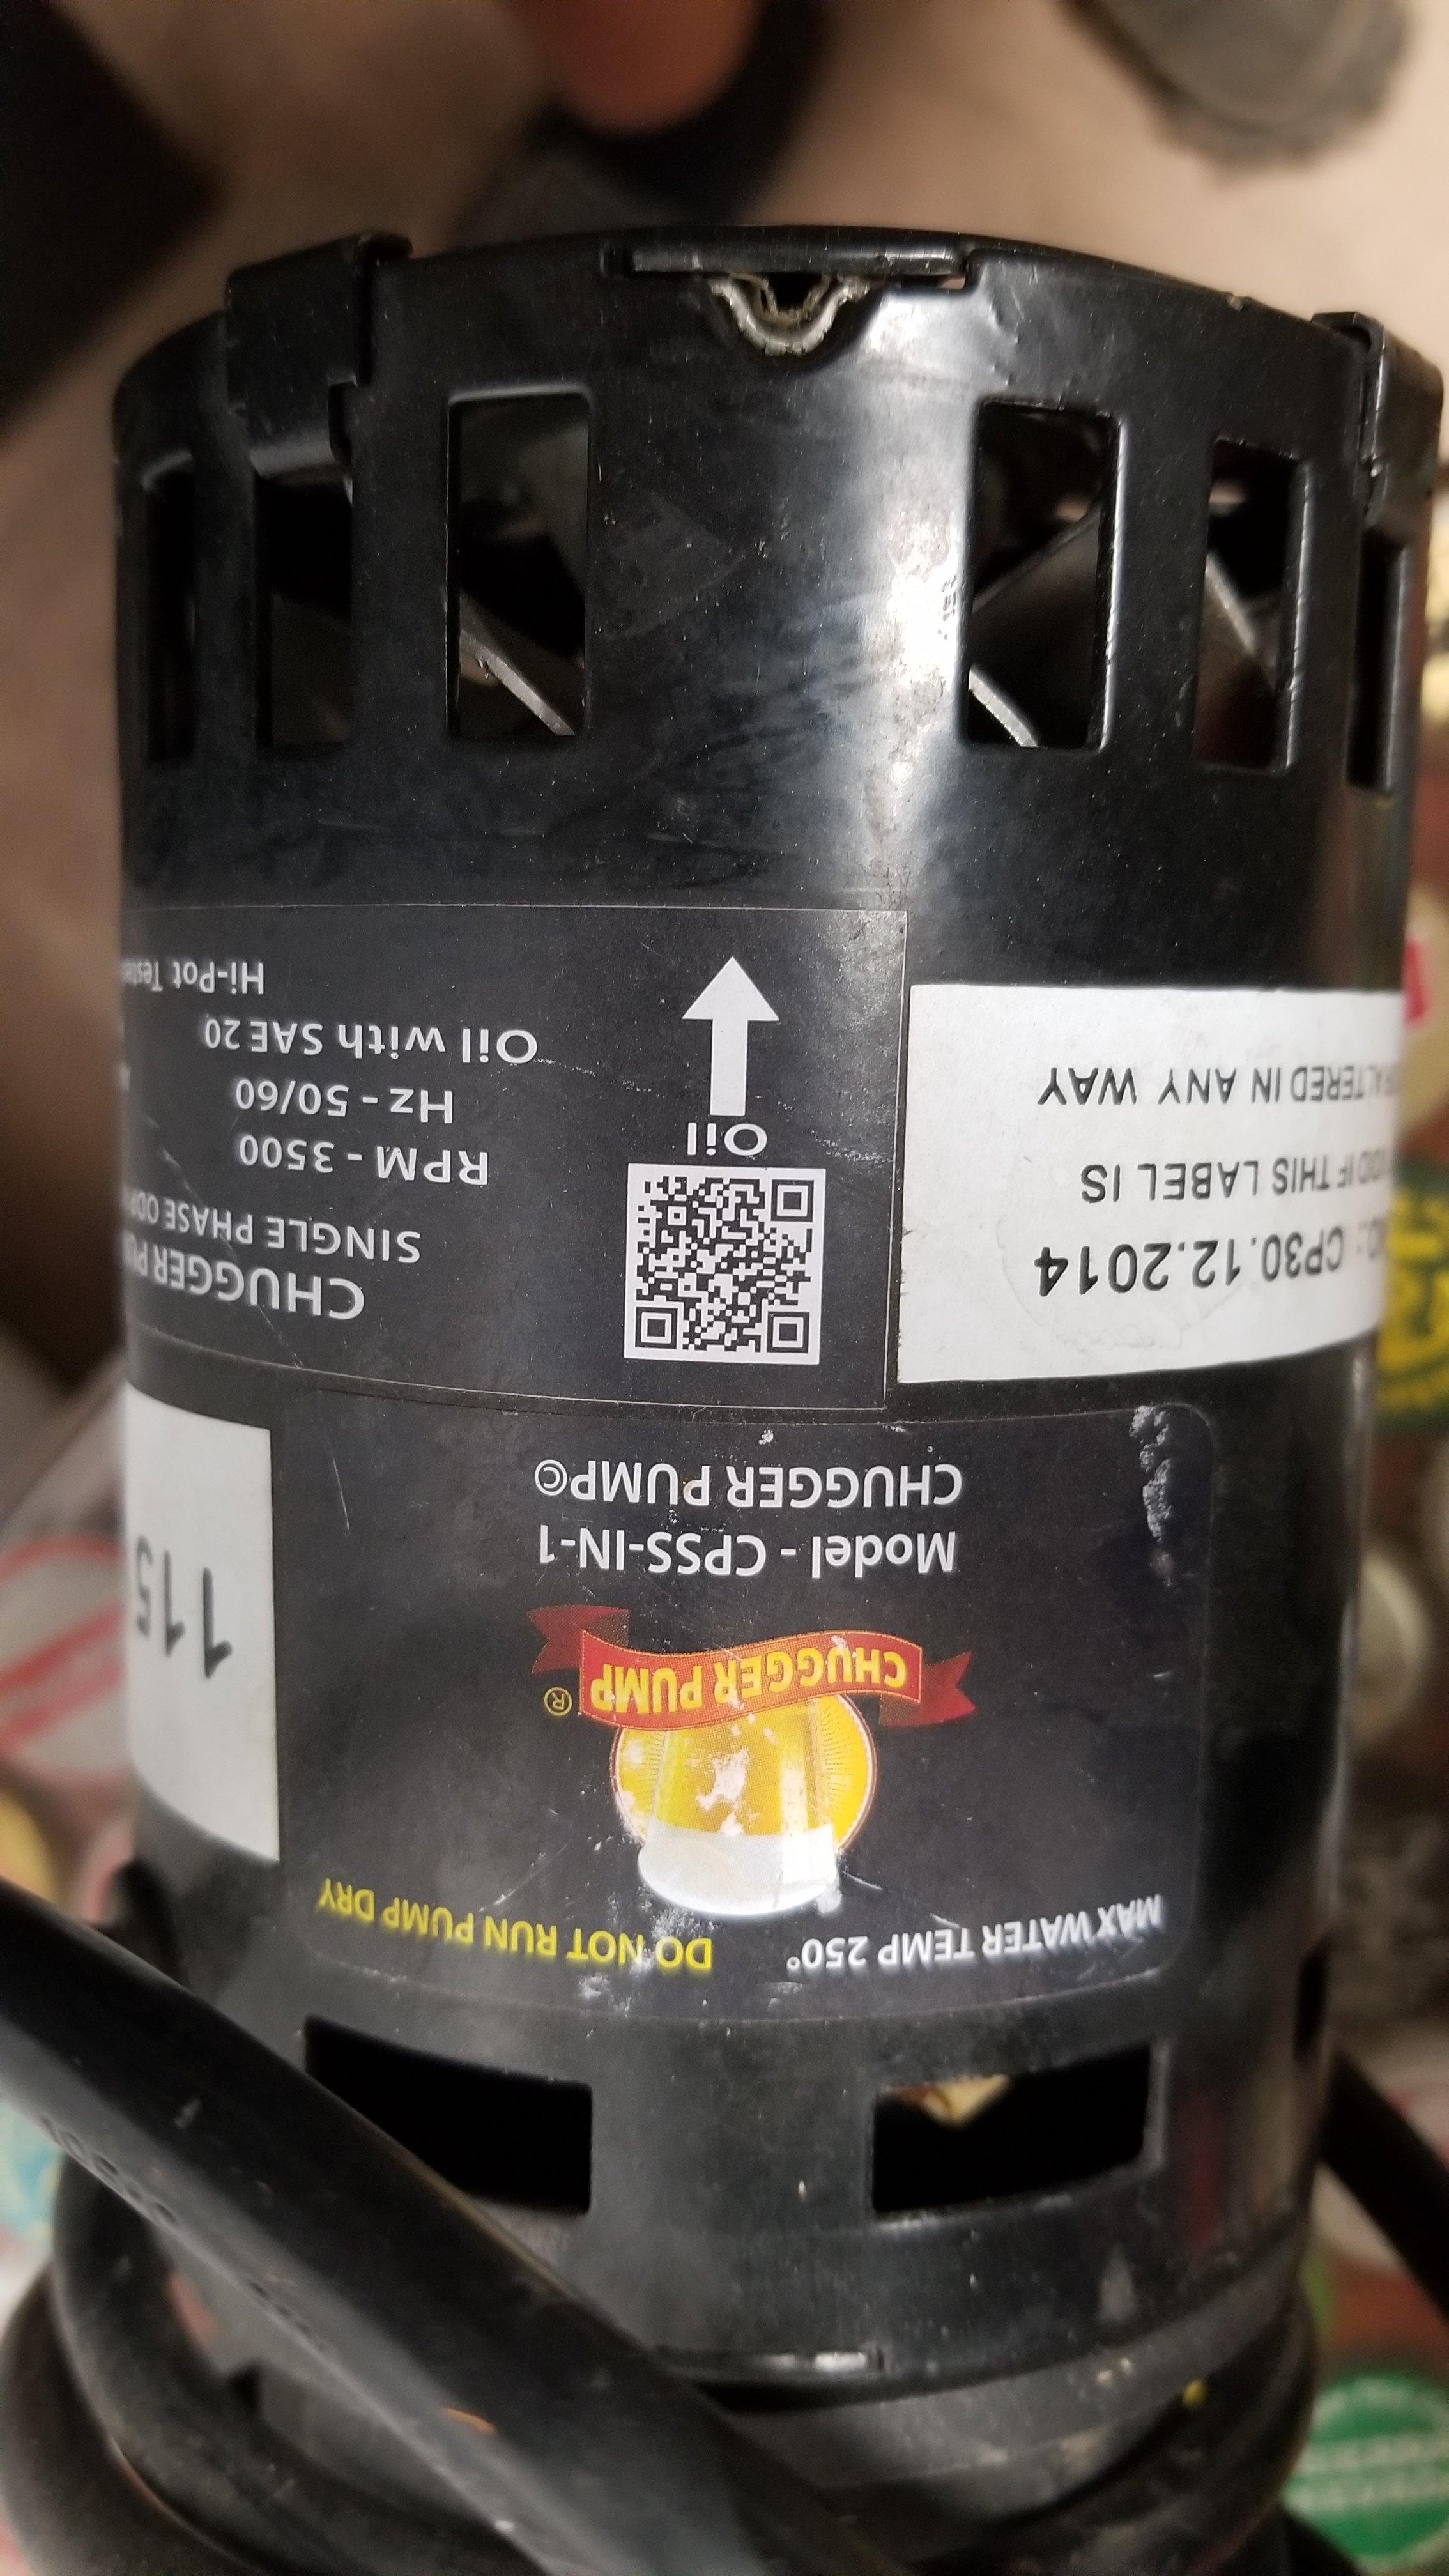 MAX WATER TEMP 250°
DO NOT RUN PUMP DRY
CHUGGER PUMP ®
Model - CPSS-IN-1
CHUGGER PUMP©
115
CP30.12.2014
IF THIS LABEL IS
ALTERED IN ANY WAY
CHUGGER
SINGLE PHASE
RPM - 3500
Hz - 50/60
Oil with SAE 20
Hi-Pot
Oil